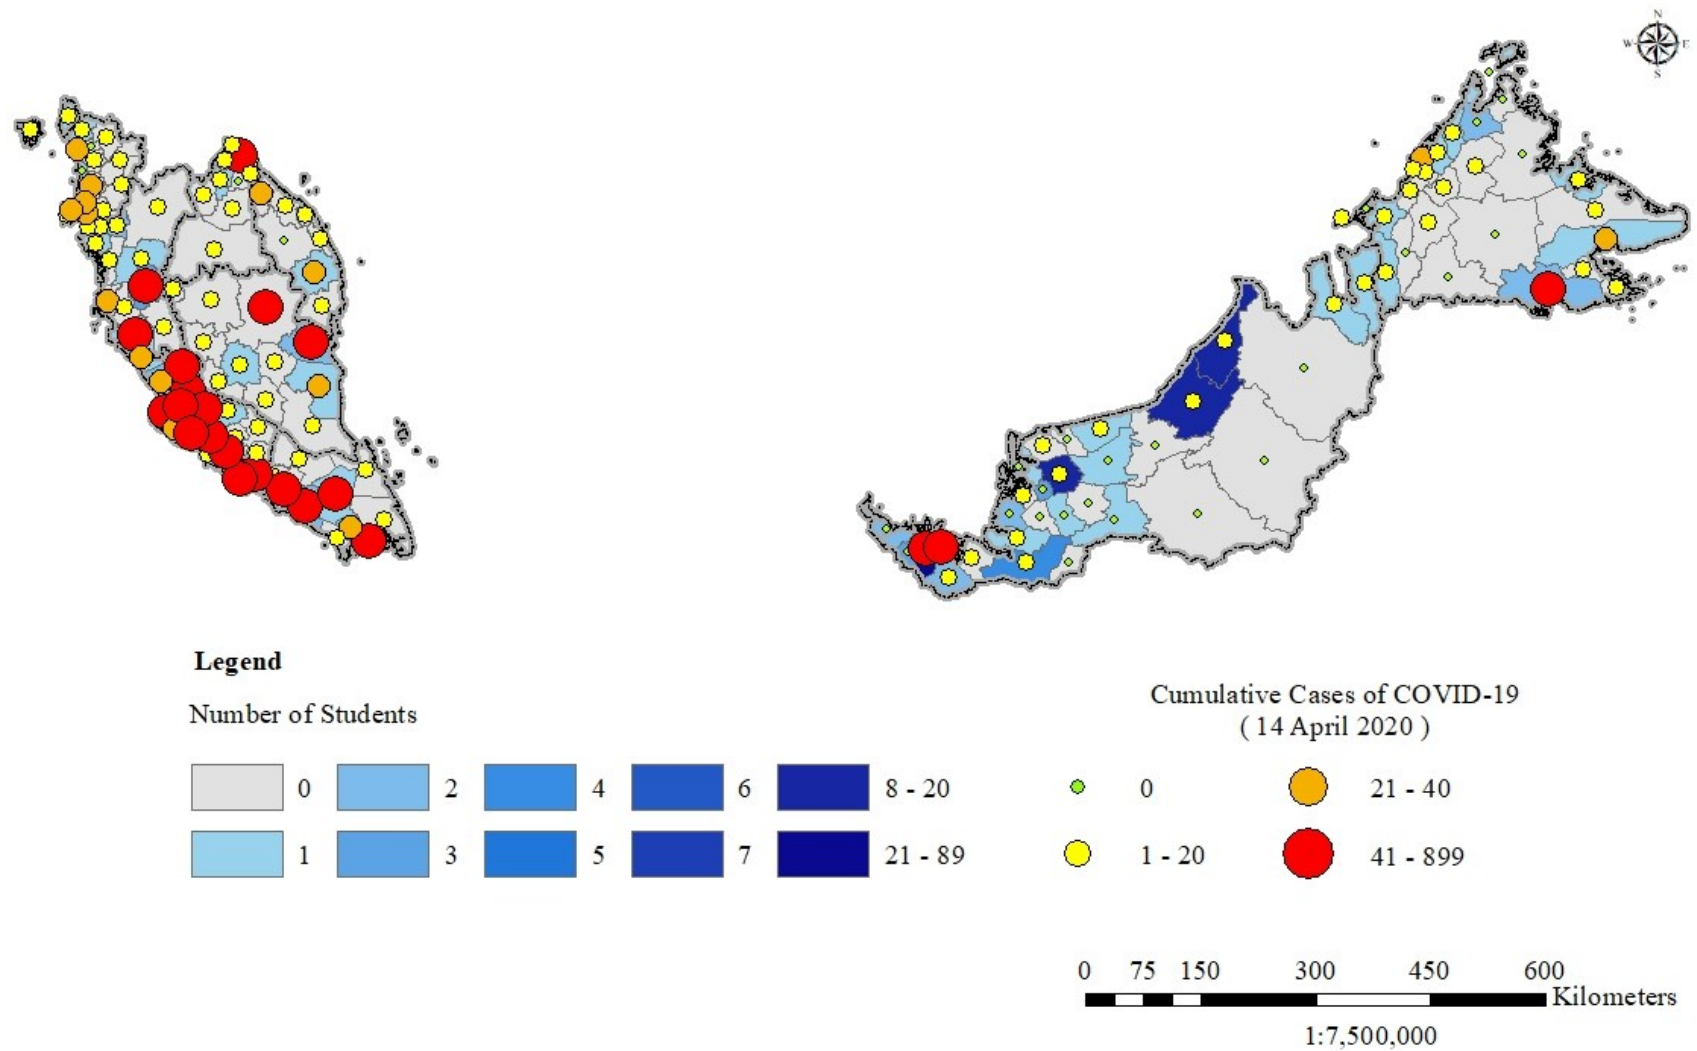 N
W E
S
Legend
Number of Students
0 2 4 6 8 - 20
1 3 5 7 21 - 89
Cumulative Cases of COVID-19
( 14 April 2020 )
0 21 - 40
1 - 20 41 - 899
0 75 150 300 450 600
Kilometers
1:7,500,000